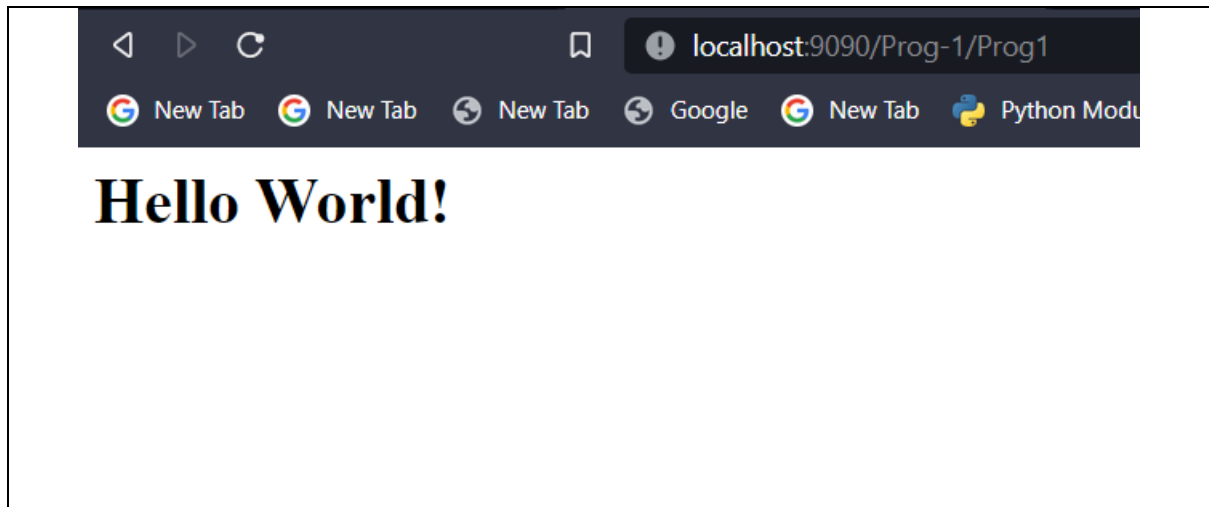 localhost:9090/Prog-1/Prog1
New Tab New Tab New Tab Google New Tab Python Modu
Hello World!